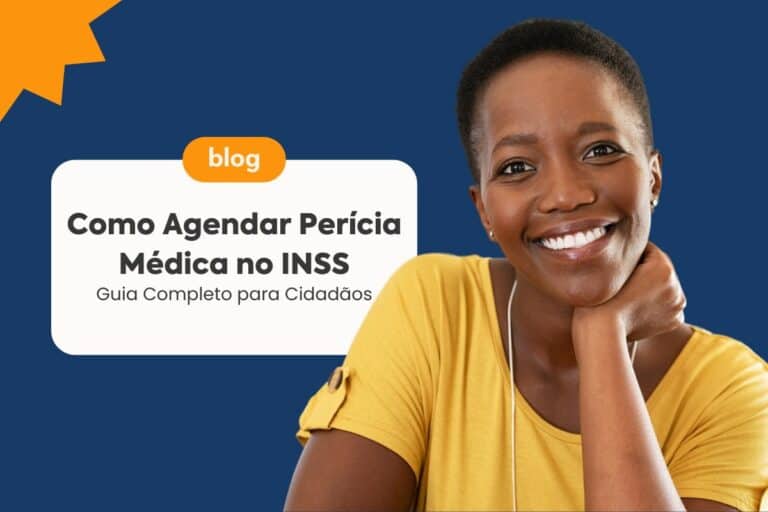 blog
Como Agendar Perícia
Médica no INSS
Guia Completo para Cidadãos